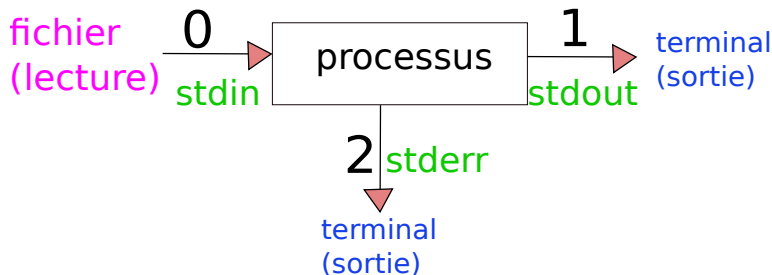 fichier
(lecture)
0
stdin
processus
1
stdout
terminal
(sortie)
2
stderr
terminal
(sortie)